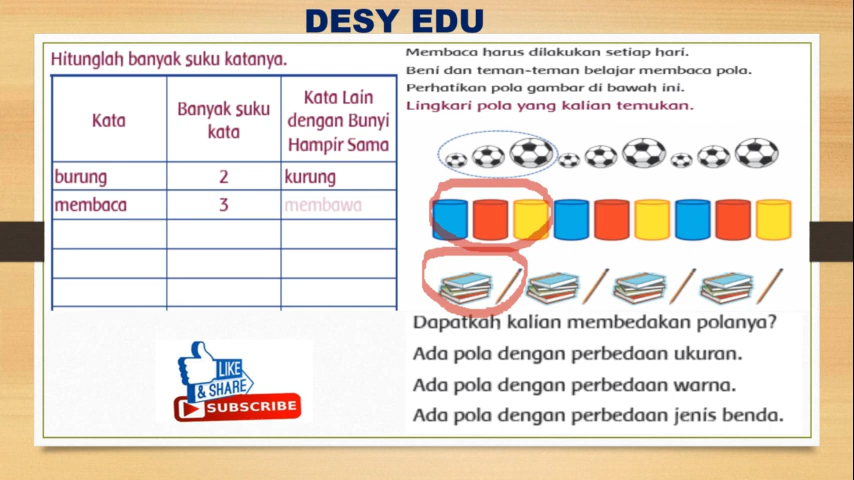 DESY EDU
Hitunglah banyak suku katanya.
Kata
Banyak suku
kata
Kata Lain
dengan Bunyi
Hampir Sama
burung 2 kurung
membaca 3 membawa
LIKE
& SHARE
SUBSCRIBE
Membaca harus dilakukan setiap hari.
Beni dan teman-teman belajar membaca pola.
Perhatikan pola gambar di bawah ini.
Lingkari pola yang kalian temukan.
Dapatkah kalian membedakan polanya?
Ada pola dengan perbedaan ukuran.
Ada pola dengan perbedaan warna.
Ada pola dengan perbedaan jenis benda.